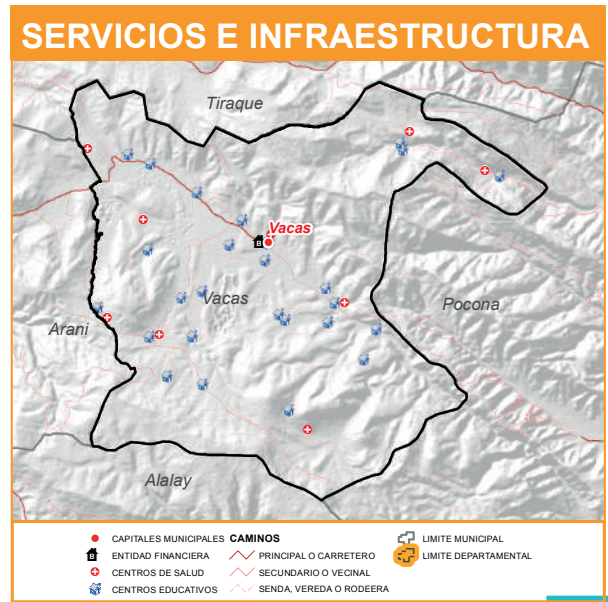 SERVICIOS E INFRAESTRUCTURA
Tiraque
Vacas
B
Vacas
Pocona
Arani
Alalay
CAPITALES MUNICIPALES
B ENTIDAD FINANCIERA
CENTROS DE SALUD
CENTROS EDUCATIVOS
CAMINOS
PRINCIPAL O CARRETERO
SECUNDARIO O VECINAL
SENDA, VEREDA O RODEERA
LIMITE MUNICIPAL
LIMITE DEPARTAMENTAL